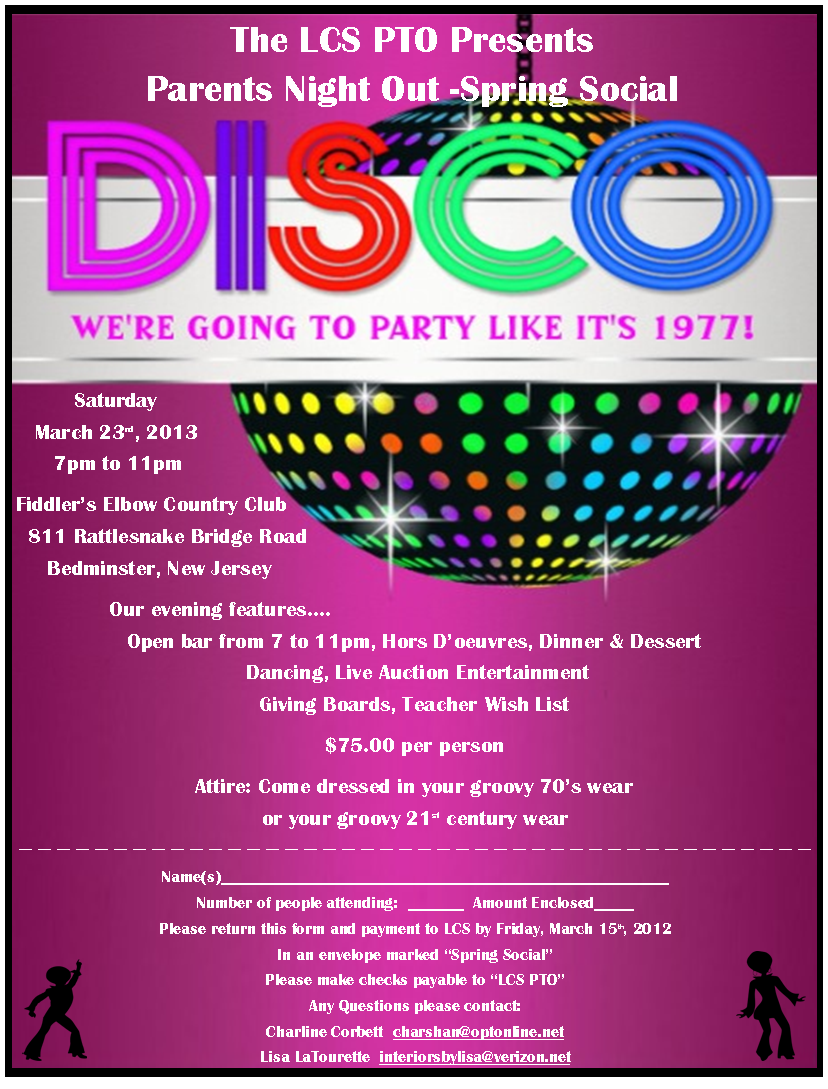 The LCS PTO Presents
Parents Night Out -Spring Social
DISCO
WE'RE GOING TO PARTY LIKE IT'S 1977!
Saturday
March 23rd, 2013
7pm to 11pm
Fiddler's Elbow Country Club
811 Rattlesnake Bridge Road
Bedminster, New Jersey
Our evening features....
Open bar from 7 to 11pm, Hors D'oeuvres, Dinner & Dessert
Dancing, Live Auction Entertainment
Giving Boards, Teacher Wish List
$75.00 per person
Attire: Come dressed in your groovy 70's wear
or your groovy 21st century wear
Name(s)
Number of people attending: ______ Amount Enclosed_____
Please return this form and payment to LCS by Friday, March 15th, 2012
In an envelope marked "Spring Social"
Please make checks payable to "LCS PTO"
Any Questions please contact:
Charline Corbett charshan@optonline.net
Lisa LaTourette interiorsbylisa@verizon.net